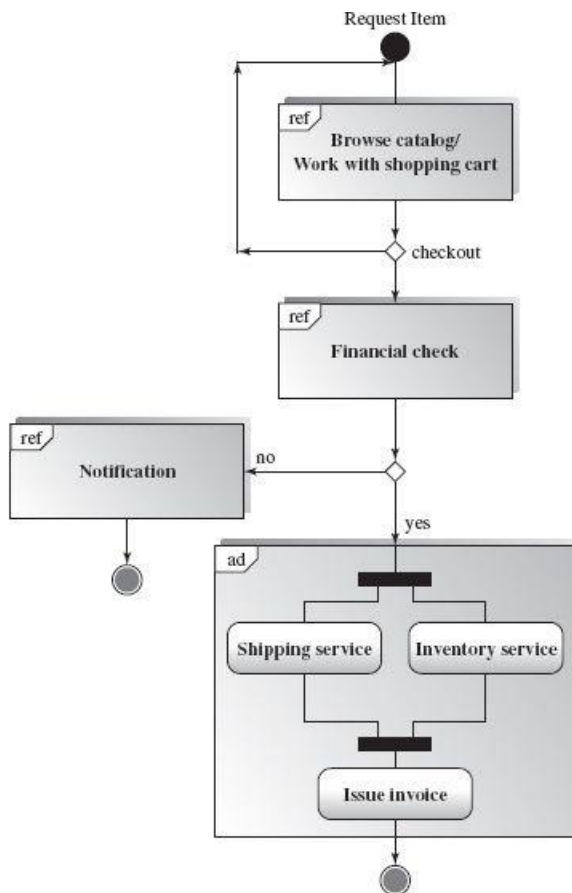 Request Item
ref
Browse catalog/
Work with shopping cart
checkout
ref
Financial check
ref
Notification
no
yes
ad
Shipping service
Inventory service
Issue invoice